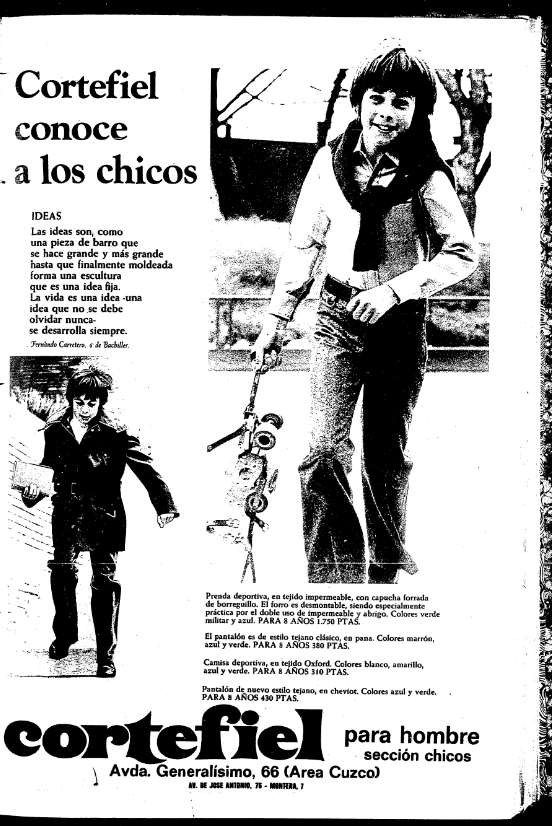 Cortefiel
conoce
a los chicos
IDEAS
Las ideas son, como
una pieza de barro que
se hace grande y más grande
hasta que finalmente moldeada
forma una escultura
que es una idea fija.
La vida es una idea -una
idea que no se debe
olvidar nunca-
se desarrolla siempre.
Fernando Carretero, 6º de Bachiller.
Prenda deportiva, en tejido impermeable, con capucha forrada
de borreguillo. El forro es desmontable, siendo especialmente
práctica por el doble uso de impermeable y abrigo. Colores verde
militar y azul. PARA 8 AÑOS 1.750 PTAS.
El pantalón es de estilo tejano clásico, en pana. Colores marrón,
azul y verde. PARA 8 AÑOS 380 PTAS.
Camisa deportiva, en tejido Oxford. Colores blanco, amarillo,
azul y verde. PARA 8 AÑOS 310 PTAS.
Pantalón de nuevo estilo tejano, en cheviot. Colores azul y verde.
PARA 8 AÑOS 430 PTAS.
cortefiel para hombre
sección chicos
Avda. Generalísimo, 66 (Area Cuzco)
AV. DE JOSE ANTONIO, 76 - MONTERA, 7